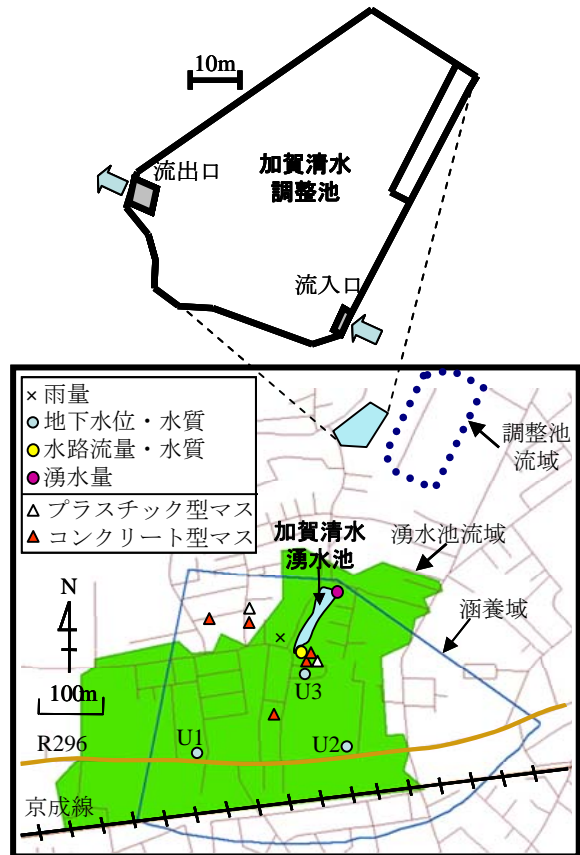 10m
流出口
加賀清水
調整池
流入口
× 雨量
地下水位・水質
水路流量・水質
湧水量
プラスチック型マス
コンクリート型マス
調整池
流域
加賀清水
湧水池
湧水池流域
涵養域
N
100m
U3
U1
U2
R296
京成線